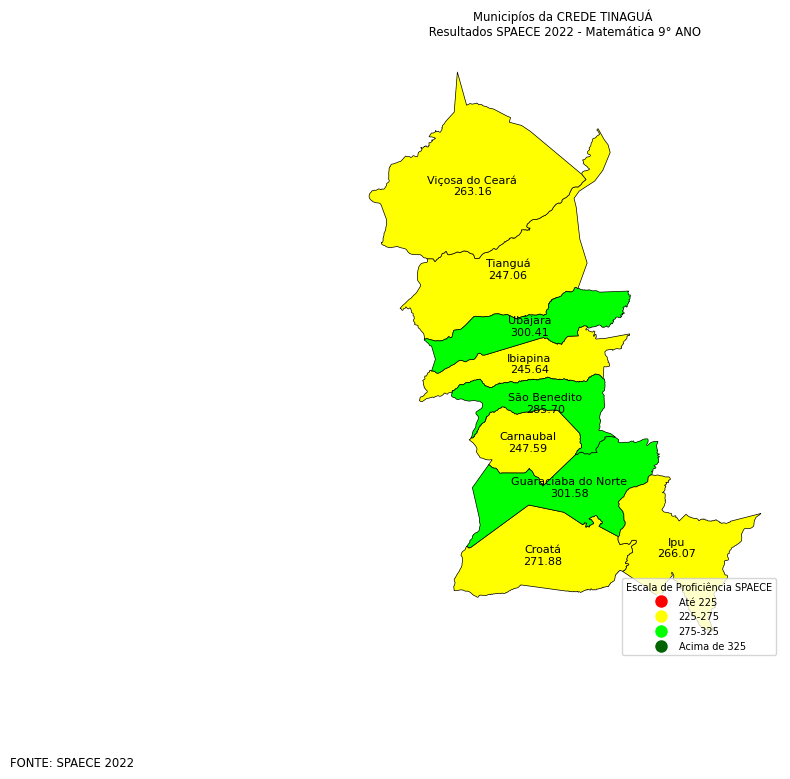 Municipíos da CREDE TINAGUÁ
Resultados SPAECE 2022 - Matemática 9° ANO
Viçosa do Ceará
263.16
Tianguá
247.06
Ubajara
300.41
Ibiapina
245.64
São Benedito
285.70
Carnaubal
247.59
Guaraciaba do Norte
301.58
Croatá
271.88
Ipu
266.07
Escala de Proficiência SPAECE
Até 225
225-275
275-325
Acima de 325
FONTE: SPAECE 2022